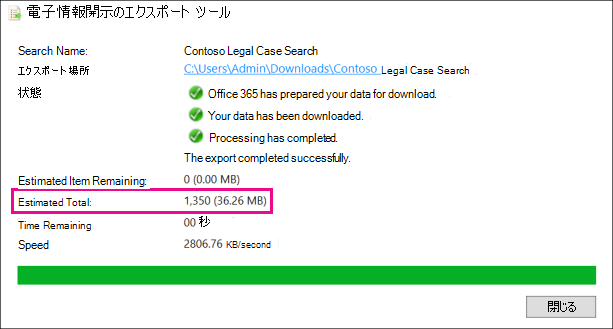 電子情報開示のエクスポート ツール
Search Name: Contoso Legal Case Search
エクスポート場所 C:\Users\Admin\Downloads\Contoso Legal Case Search
状態 Office 365 has prepared your data for download.
Your data has been downloaded.
Processing has completed.
The export completed successfully.
Estimated Item Remaining: 0 (0.00 MB)
Estimated Total: 1,350 (36.26 MB)
Time Remaining 00 秒
Speed 2806.76 KB/second
閉じる